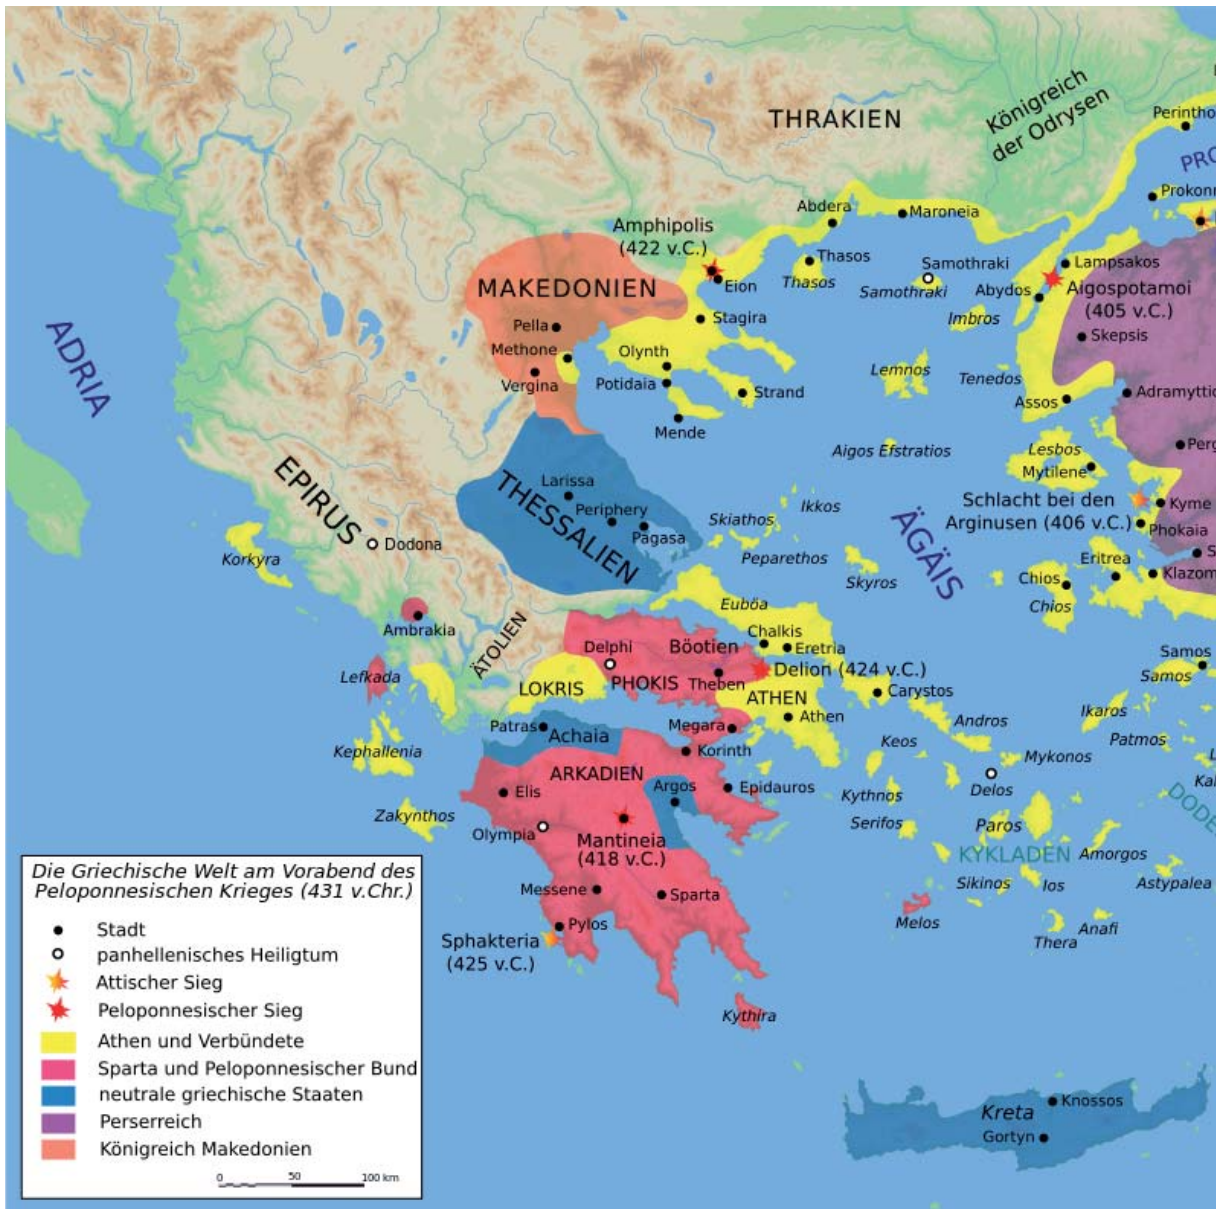 THRAKIEN
Königreich
der Odrysen
Perintho
PRO
Prokonn
Abdera
Maroneia
Amphipolis
(422 v.C.)
Eion
Thasos
Thasos
Samothraki
Samothraki
Lampsakos
Abydos
Aigospotamoi
(405 v.C.)
Imbros
MAKEDONIEN
Stagira
Pella
Skepsis
Methone
Olynth
Vergina
Potidaia
Strand
Lemnos
Tenedos
Adramyttio
Assos
Mende
ADRIA
Aigos Efstratios
Lesbos
Mytilene
Perg
EPIRUS
THESSALIEN
Larissa
Periphery
Pagasa
Ikkos
Skiathos
Peparethos
ÄGÄIS
Schlacht bei den
Arginusen (406 v.C.)
Kyme
Phokaia
Dodona
Korkyra
Skyros
Eritrea
S
Klazom
Chios
Chios
Euböa
Ambrakia
ÄTOLIEN
Chalkis
Eretria
Delphi
Böotien
Delion (424 v.C.)
PHOKIS
Theben
Lefkada
LOKRIS
ATHEN
Athen
Carystos
Samos
Samos
Ikaros
Andros
Patmos
Patras
Achaia
Megara
Korinth
Kephallenia
Keos
Mykonos
L
Kal
ARKADIEN
Elis
Argos
Epidauros
Kythnos
Delos
DODE
Zakynthos
Olympia
Mantineia
(418 v.C.)
Serifos
Paros
KYKLADEN
Amorgos
Messene
Sparta
Sikinos
Ios
Astypalea
Pylos
Sphakteria
(425 v.C.)
Melos
Thera
Anafi
Kythira
Kreta
Knossos
Gortyn
Die Griechische Welt am Vorabend des
Peloponnesischen Krieges (431 v.Chr.)
Stadt
panhellenisches Heiligtum
Attischer Sieg
Peloponnesischer Sieg
Athen und Verbündete
Sparta und Peloponnesischer Bund
neutrale griechische Staaten
Perserreich
Königreich Makedonien
0 50 100 km